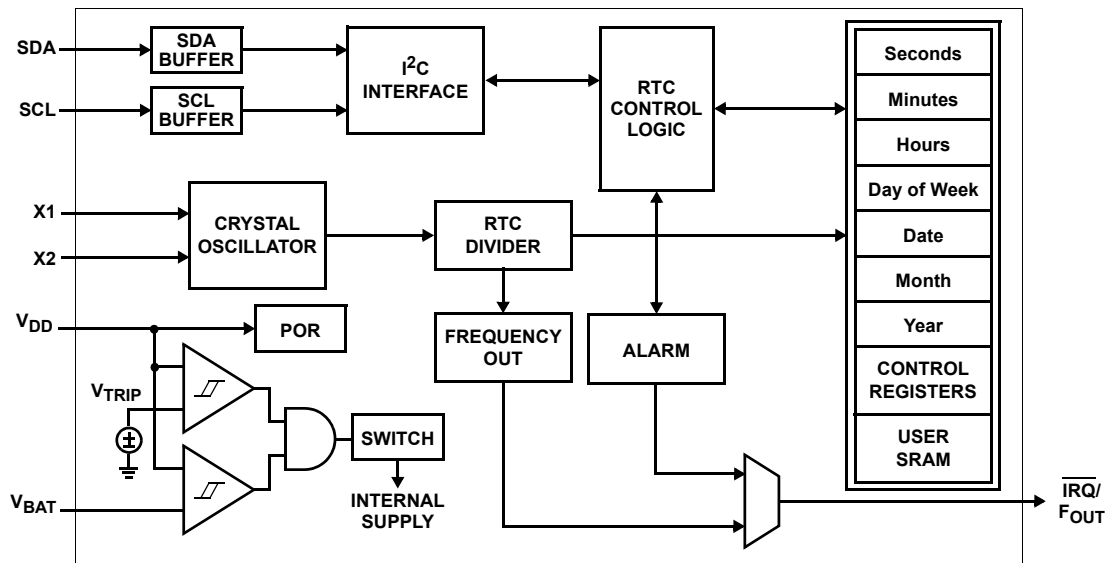 SDA
SDA
BUFFER
SCL
SCL
BUFFER
I²C
INTERFACE
RTC
CONTROL
LOGIC
X1
X2
CRYSTAL
OSCILLATOR
RTC
DIVIDER
VDD
POR
FREQUENCY
OUT
ALARM
VTRIP
±
SWITCH
INTERNAL
SUPPLY
VBAT
Seconds
Minutes
Hours
Day of Week
Date
Month
Year
CONTROL
REGISTERS
USER
SRAM
IRQ/
FOUT